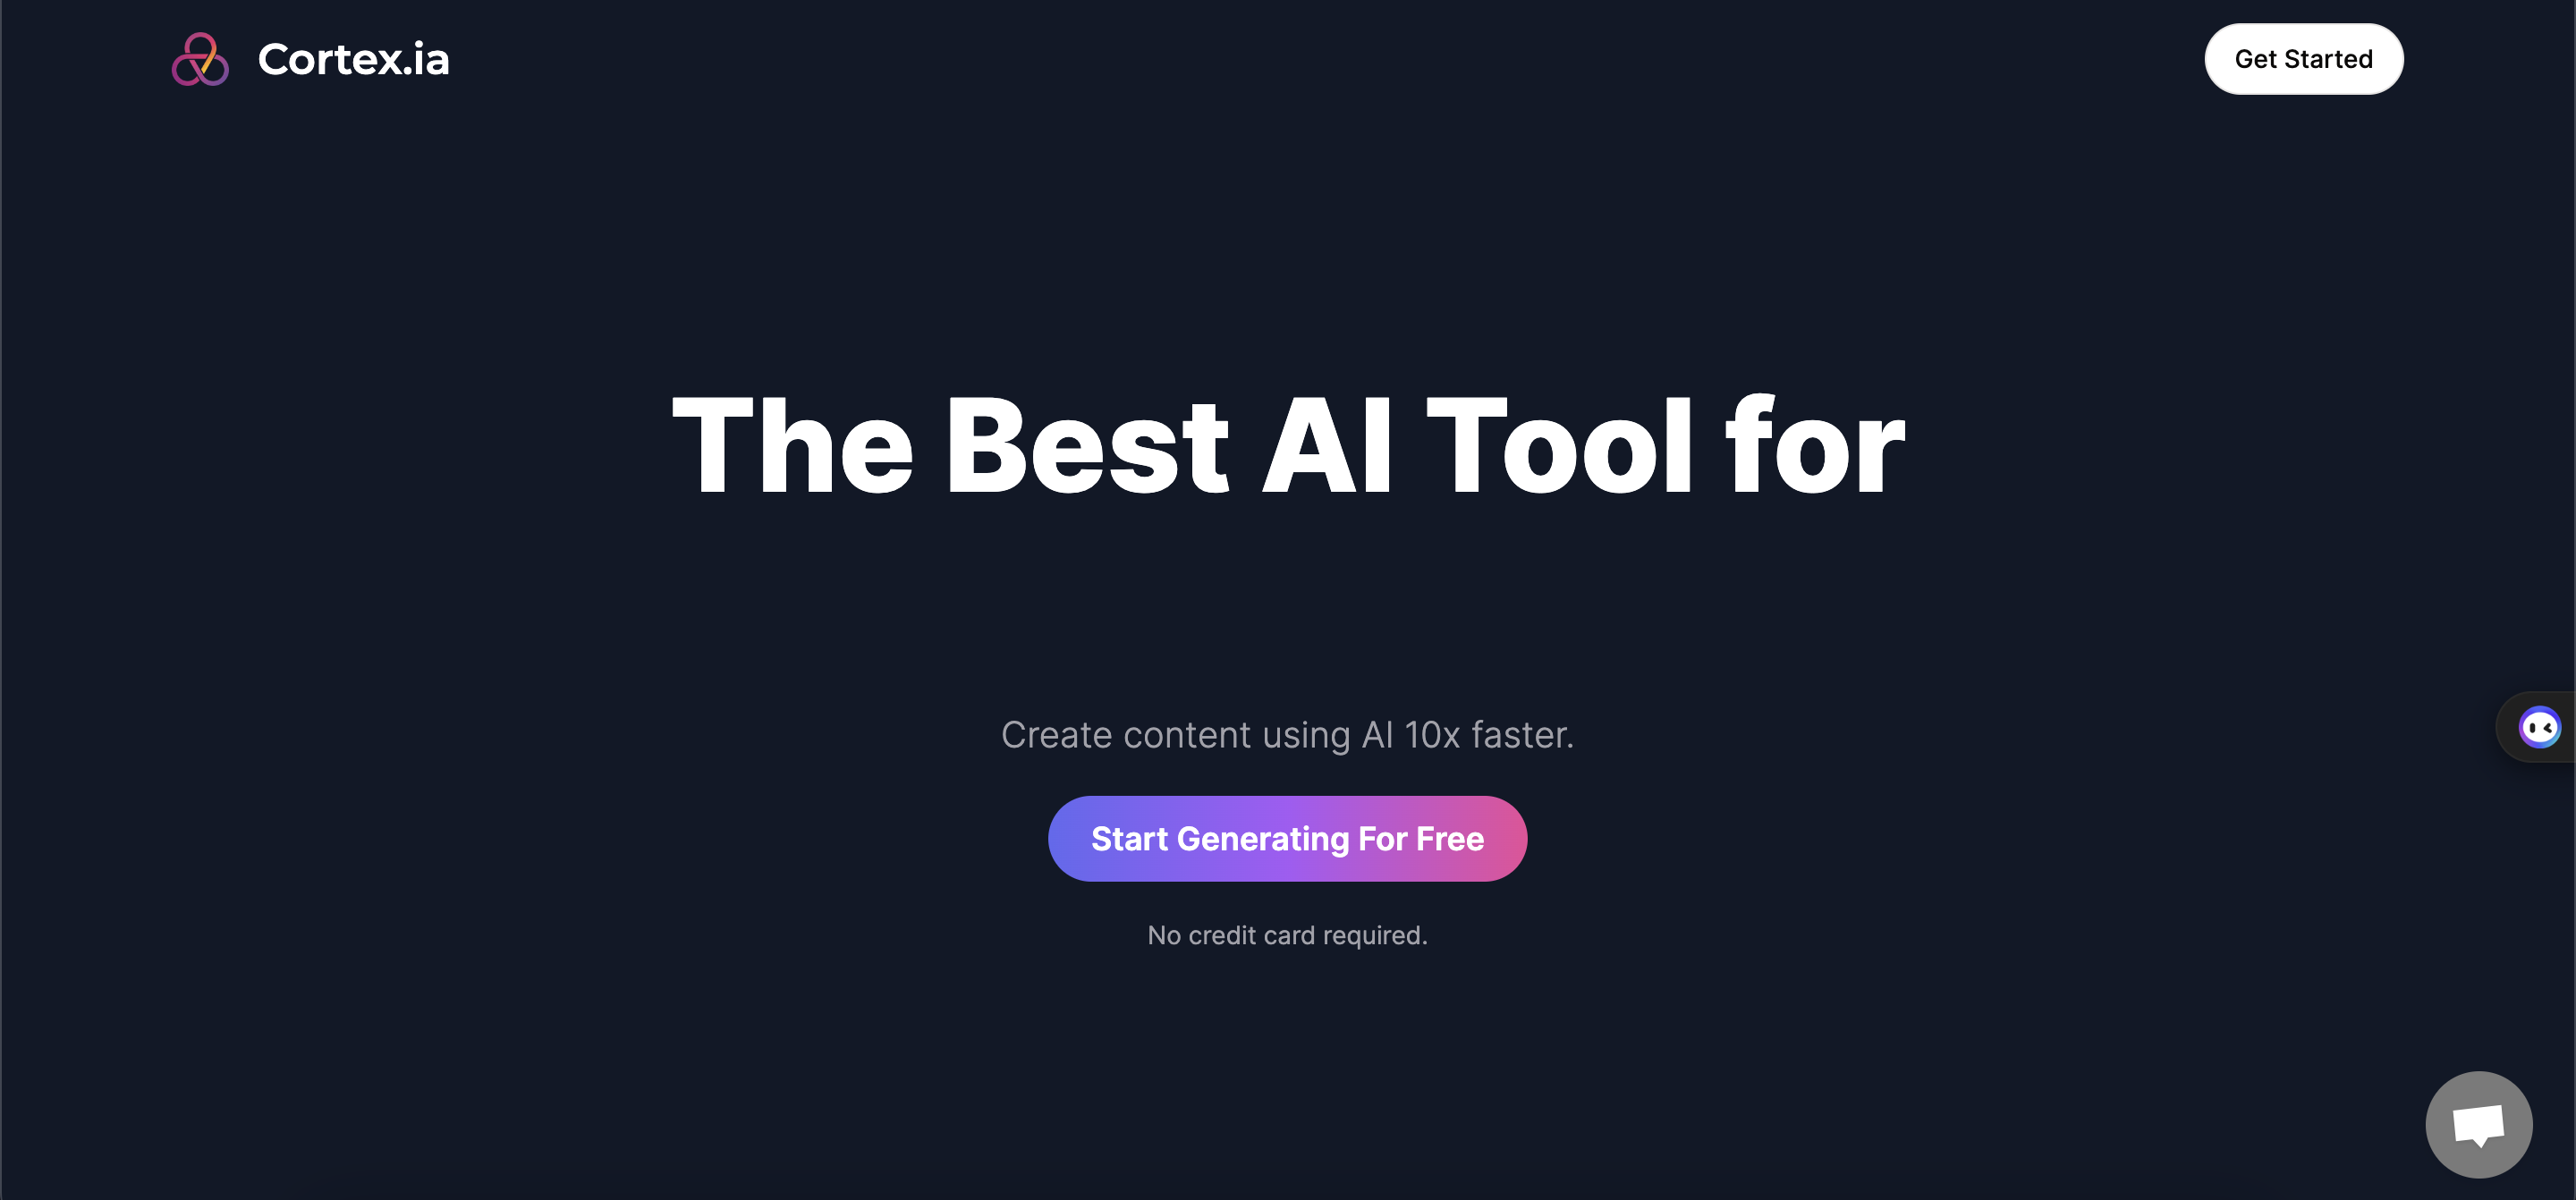 Cortex.ia
Get Started
The Best AI Tool for
Create content using AI 10x faster.
Start Generating For Free
No credit card required.